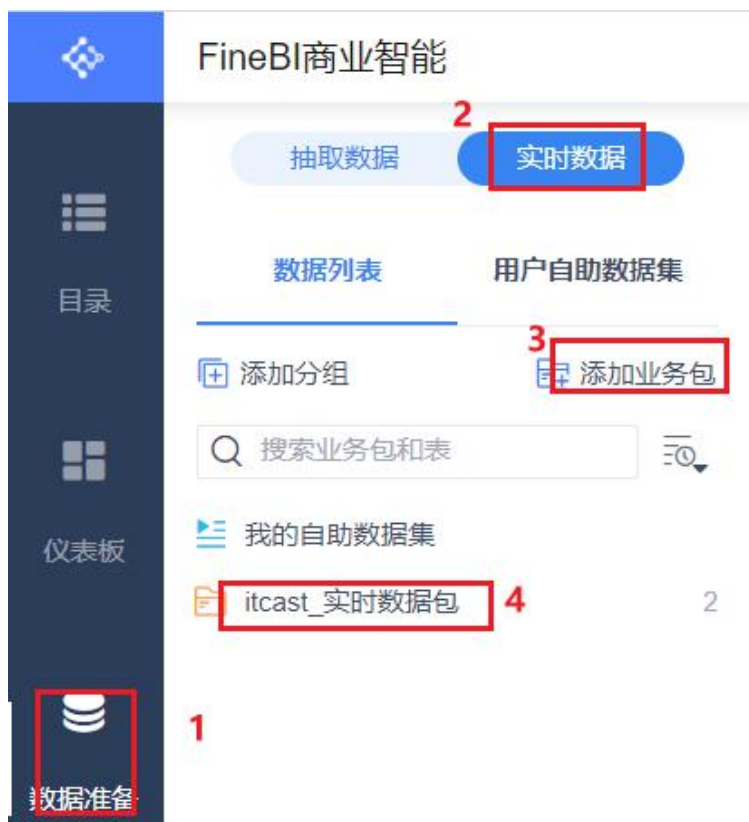 FineBI商业智能
2
抽取数据 实时数据
数据列表 用户自助数据集
目录
3
添加分组 添加业务包
搜索业务包和表
仪表板
我的自助数据集
itcast_实时数据包 4 2
1
数据准备